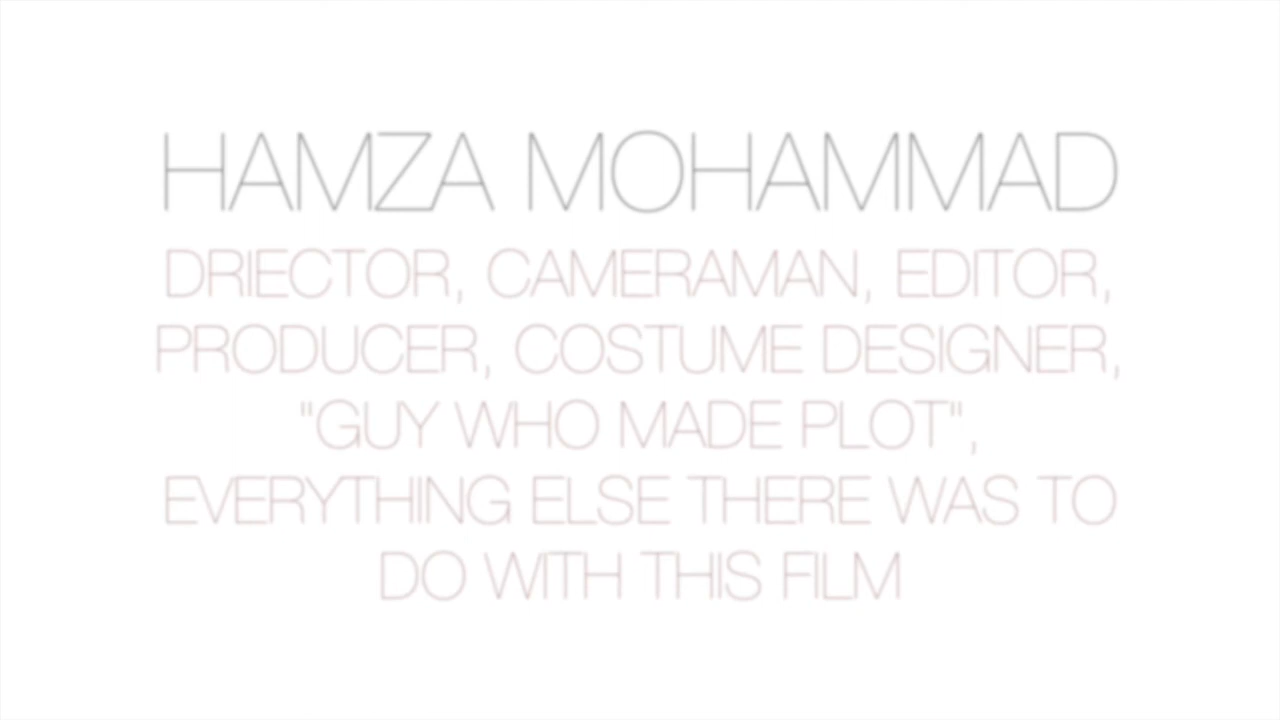 HAMZA MOHAMMAD
DRIECTOR, CAMERAMAN, EDITOR,
PRODUCER, COSTUME DESIGNER,
"GUY WHO MADE PLOT",
EVERYTHING ELSE THERE WAS TO
DO WITH THIS FILM